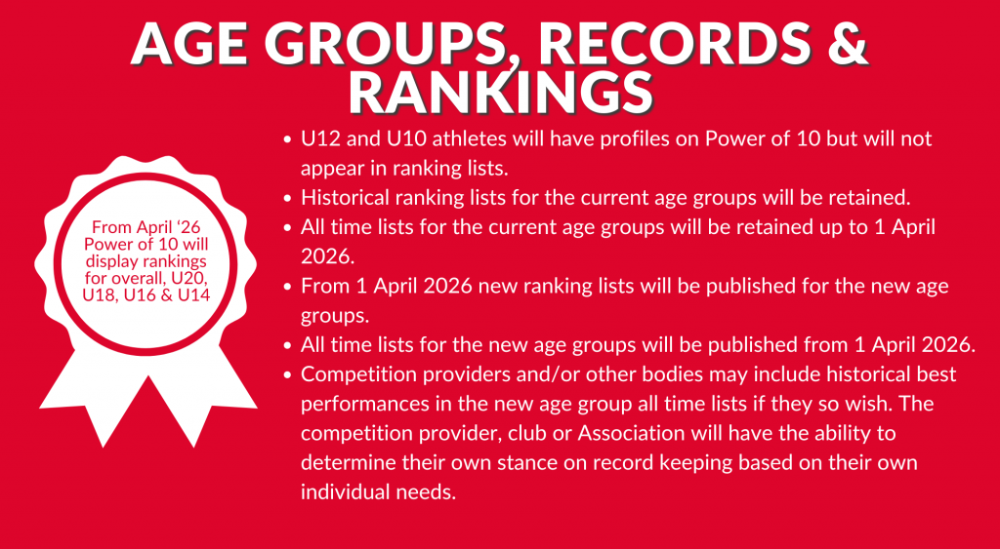 AGE GROUPS, RECORDS &
RANKINGS
From April ‘26
Power of 10 will
display rankings
for overall, U20,
U18, U16 & U14
• U12 and U10 athletes will have profiles on Power of 10 but will not
appear in ranking lists.
• Historical ranking lists for the current age groups will be retained.
• All time lists for the current age groups will be retained up to 1 April
2026.
• From 1 April 2026 new ranking lists will be published for the new age
groups.
• All time lists for the new age groups will be published from 1 April 2026.
• Competition providers and/or other bodies may include historical best
performances in the new age group all time lists if they so wish. The
competition provider, club or Association will have the ability to
determine their own stance on record keeping based on their own
individual needs.